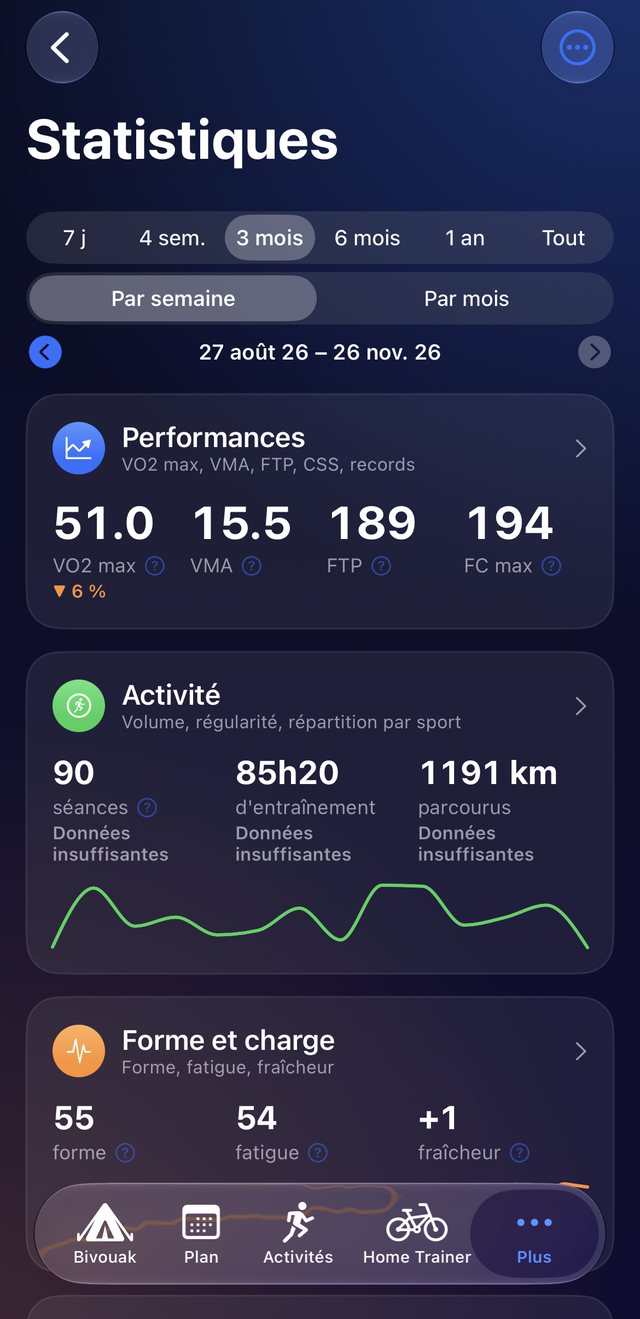 Statistiques
7 j 4 sem. 3 mois 6 mois 1 an Tout
Par semaine Par mois
27 août 26 – 26 nov. 26
Performances
VO2 max, VMA, FTP, CSS, records
51.0 15.5 189 194
VO2 max ? VMA ? FTP ? FC max ?
▼ 6 %
Activité
Volume, régularité, répartition par sport
90 85h20 1191 km
séances ? d'entraînement parcourus
Données Données Données
insuffisantes insuffisantes insuffisantes
Forme et charge
Forme, fatigue, fraîcheur
55 54 +1
forme ? fatigue ? fraîcheur ?
Bivouak Plan Activités Home Trainer Plus